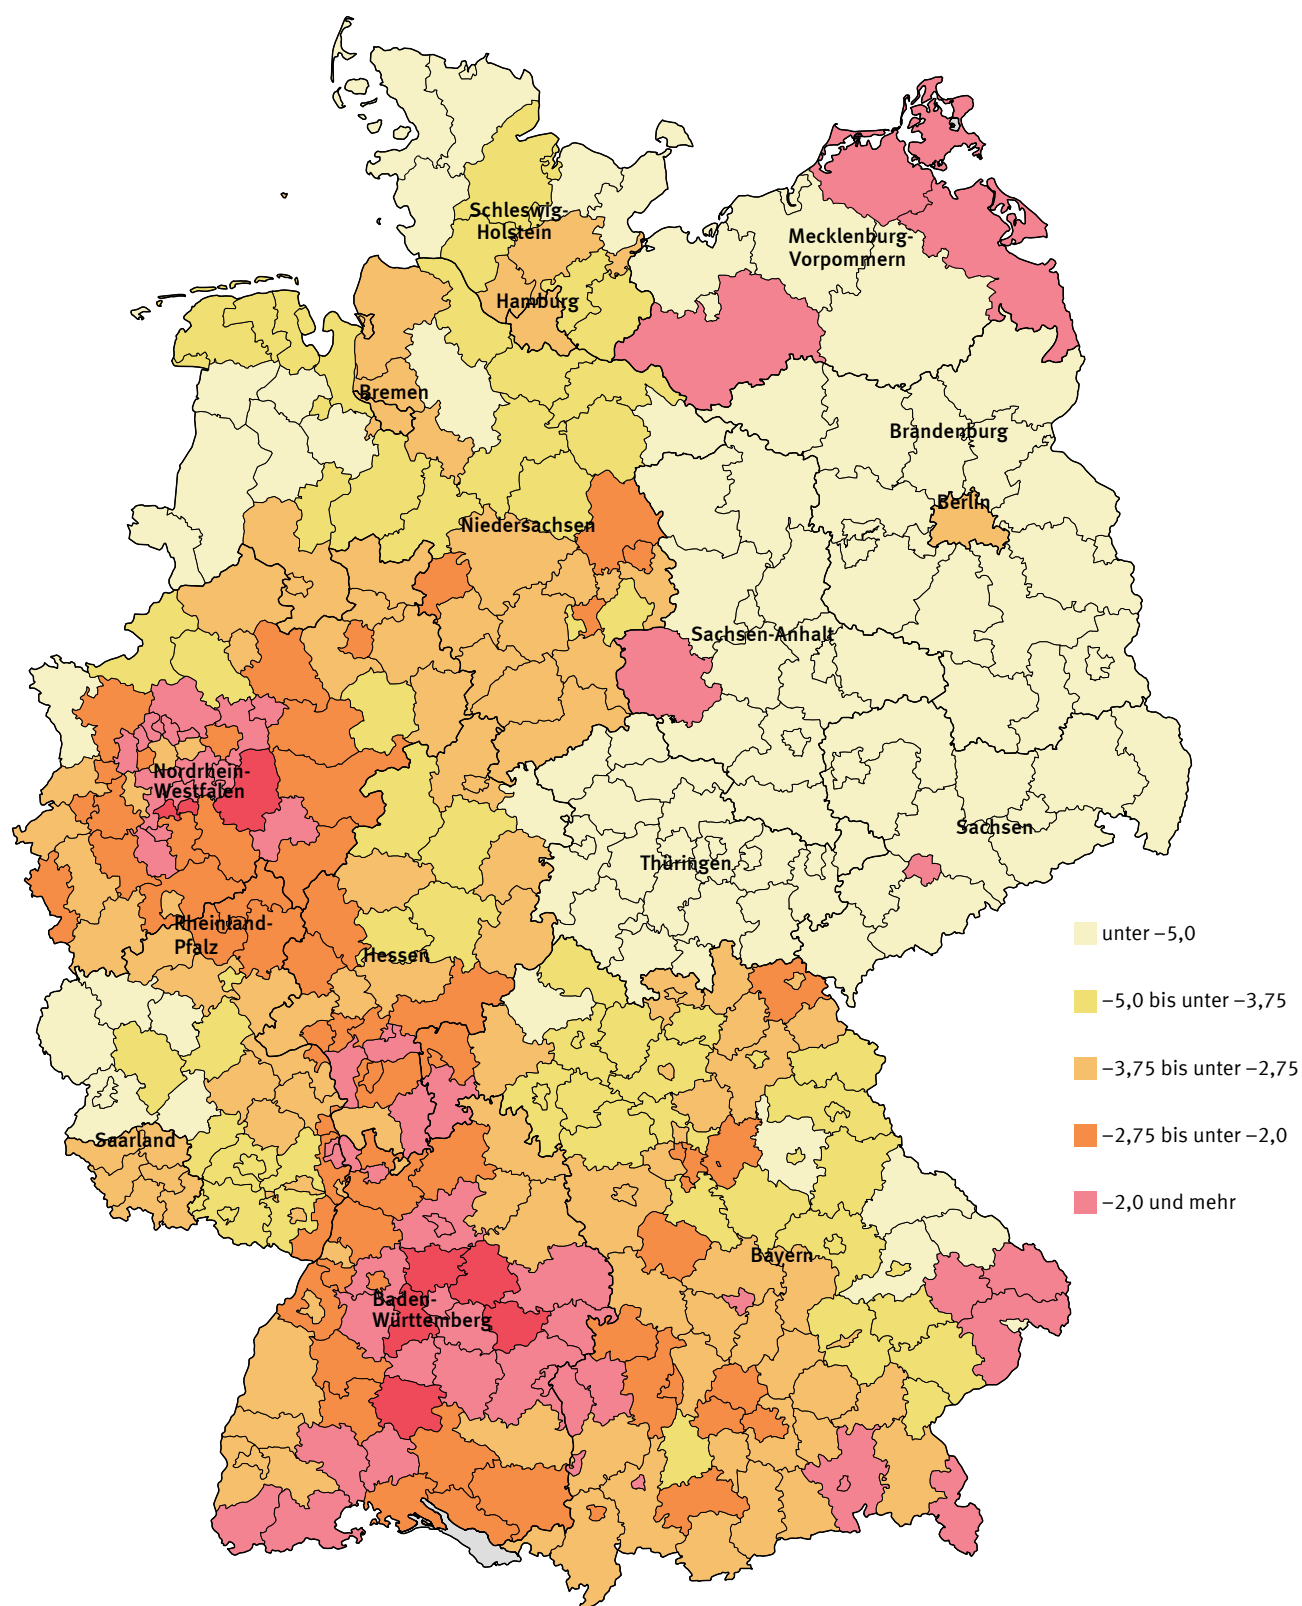 Schleswig-
Holstein
Mecklenburg-
Vorpommern
Hamburg
Bremen
Brandenburg
Berlin
Niedersachsen
Sachsen-Anhalt
Nordrhein-
Westfalen
Sachsen
Thüringen
Rheinland-
Pfalz
Hessen
Saarland
Bayern
Baden-
Württemberg
unter –5,0
–5,0 bis unter –3,75
–3,75 bis unter –2,75
–2,75 bis unter –2,0
–2,0 und mehr